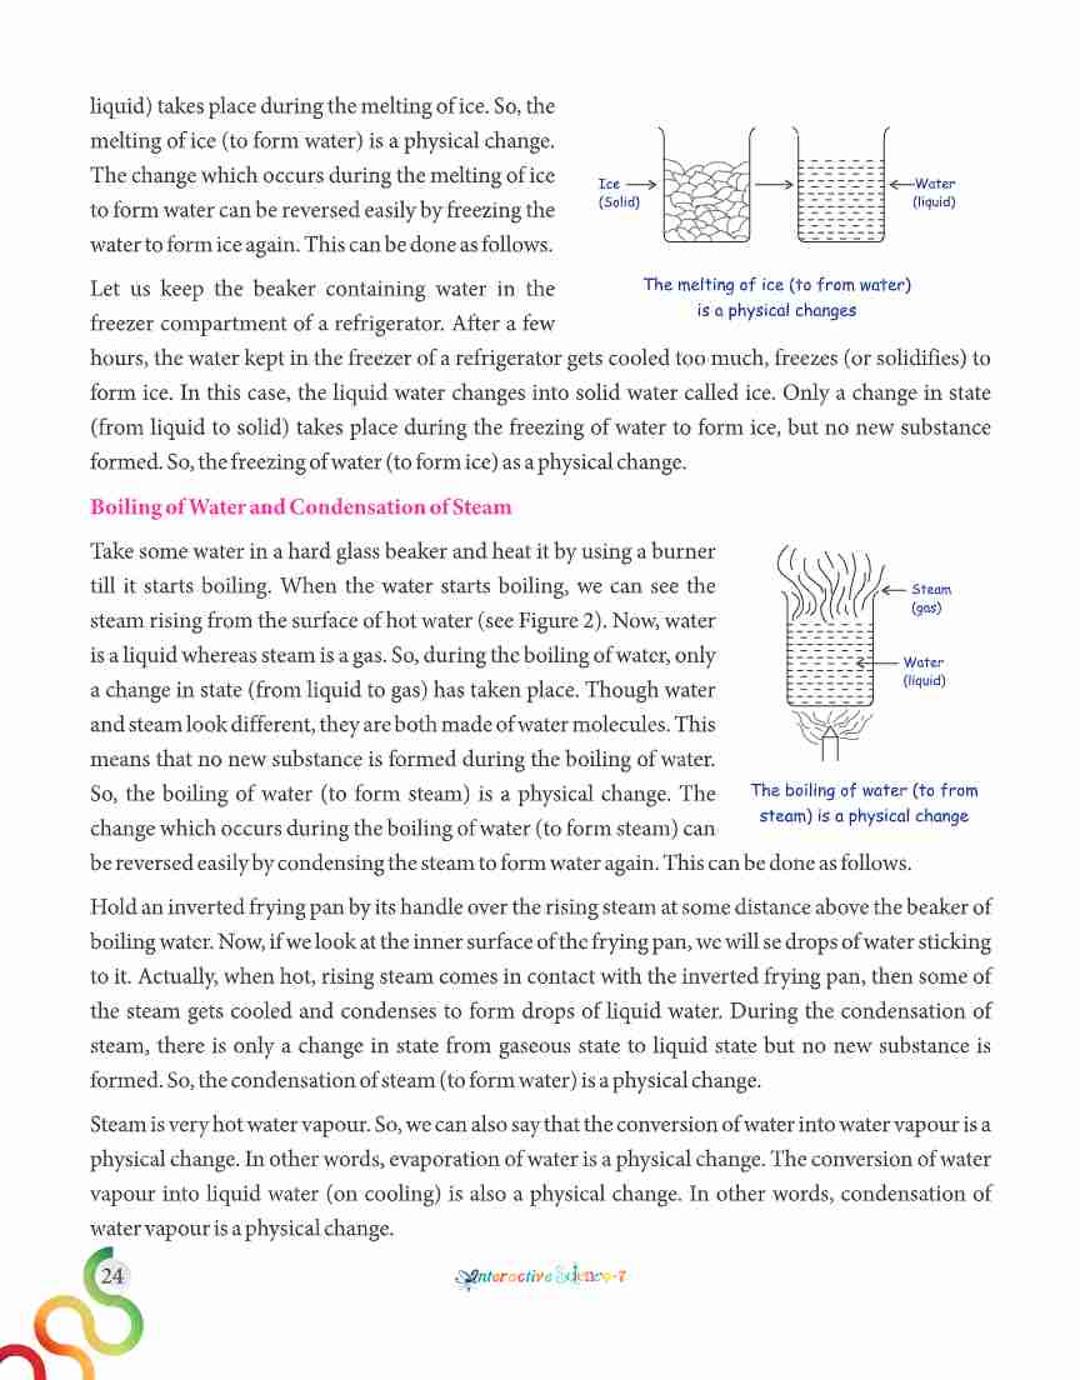 liquid) takes place during the melting of ice. So, the
melting of ice (to form water) is a physical change.
The change which occurs during the melting of ice
to form water can be reversed easily by freezing the
water to form ice again. This can be done as follows.
Ice
(Solid)
Water
(liquid)
The melting of ice (to from water)
is a physical changes
Let us keep the beaker containing water in the
freezer compartment of a refrigerator. After a few
hours, the water kept in the freezer of a refrigerator gets cooled too much, freezes (or solidifies) to
form ice. In this case, the liquid water changes into solid water called ice. Only a change in state
(from liquid to solid) takes place during the freezing of water to form ice, but no new substance
formed. So, the freezing of water (to form ice) as a physical change.
Boiling of Water and Condensation of Steam
Take some water in a hard glass beaker and heat it by using a burner
till it starts boiling. When the water starts boiling, we can see the
steam rising from the surface of hot water (see Figure 2). Now, water
is a liquid whereas steam is a gas. So, during the boiling of water, only
a change in state (from liquid to gas) has taken place. Though water
and steam look different, they are both made of water molecules. This
means that no new substance is formed during the boiling of water.
So, the boiling of water (to form steam) is a physical change. The
change which occurs during the boiling of water (to form steam) can
be reversed easily by condensing the steam to form water again. This can be done as follows.
Steam
(gas)
Water
(liquid)
The boiling of water (to from
steam) is a physical change
Hold an inverted frying pan by its handle over the rising steam at some distance above the beaker of
boiling water. Now, if we look at the inner surface of the frying pan, we will se drops of water sticking
to it. Actually, when hot, rising steam comes in contact with the inverted frying pan, then some of
the steam gets cooled and condenses to form drops of liquid water. During the condensation of
steam, there is only a change in state from gaseous state to liquid state but no new substance is
formed. So, the condensation of steam (to form water) is a physical change.
Steam is very hot water vapour. So, we can also say that the conversion of water into water vapour is a
physical change. In other words, evaporation of water is a physical change. The conversion of water
vapour into liquid water (on cooling) is also a physical change. In other words, condensation of
water vapour is a physical change.
24
Interactive Science-7